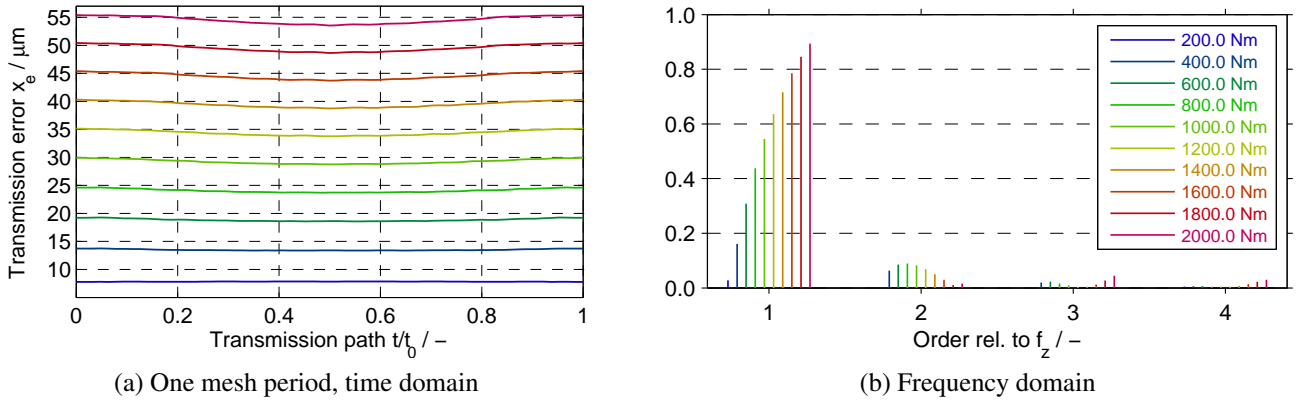 Transmission error x_e / μm
55
50
45
40
35
30
25
20
15
10
0 0.2 0.4 0.6 0.8 1
Transmission path t/t_0 / −
(a) One mesh period, time domain
1.0
0.8
0.6
0.4
0.2
0.0
200.0 Nm
400.0 Nm
600.0 Nm
800.0 Nm
1000.0 Nm
1200.0 Nm
1400.0 Nm
1600.0 Nm
1800.0 Nm
2000.0 Nm
1 2 3 4
Order rel. to f_z / −
(b) Frequency domain